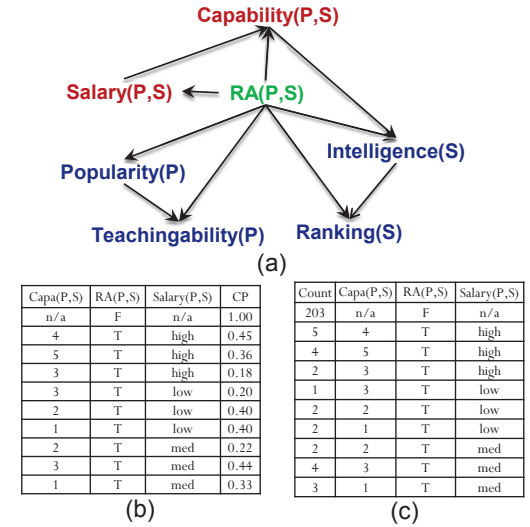 Capability(P,S)
Salary(P,S) RA(P,S)
Intelligence(S)
Popularity(P)
Teachingability(P) Ranking(S)
(a)
Capa(P,S) RA(P,S) Salary(P,S) CP
n/a F n/a 1.00
4 T high 0.45
5 T high 0.36
3 T high 0.18
3 T low 0.20
2 T low 0.40
1 T low 0.40
2 T med 0.22
3 T med 0.44
1 T med 0.33
(b)
Count Capa(P,S) RA(P,S) Salary(P,S)
203 n/a F n/a
5 4 T high
4 5 T high
2 3 T high
1 3 T low
2 2 T low
2 1 T low
2 2 T med
4 3 T med
3 1 T med
(c)